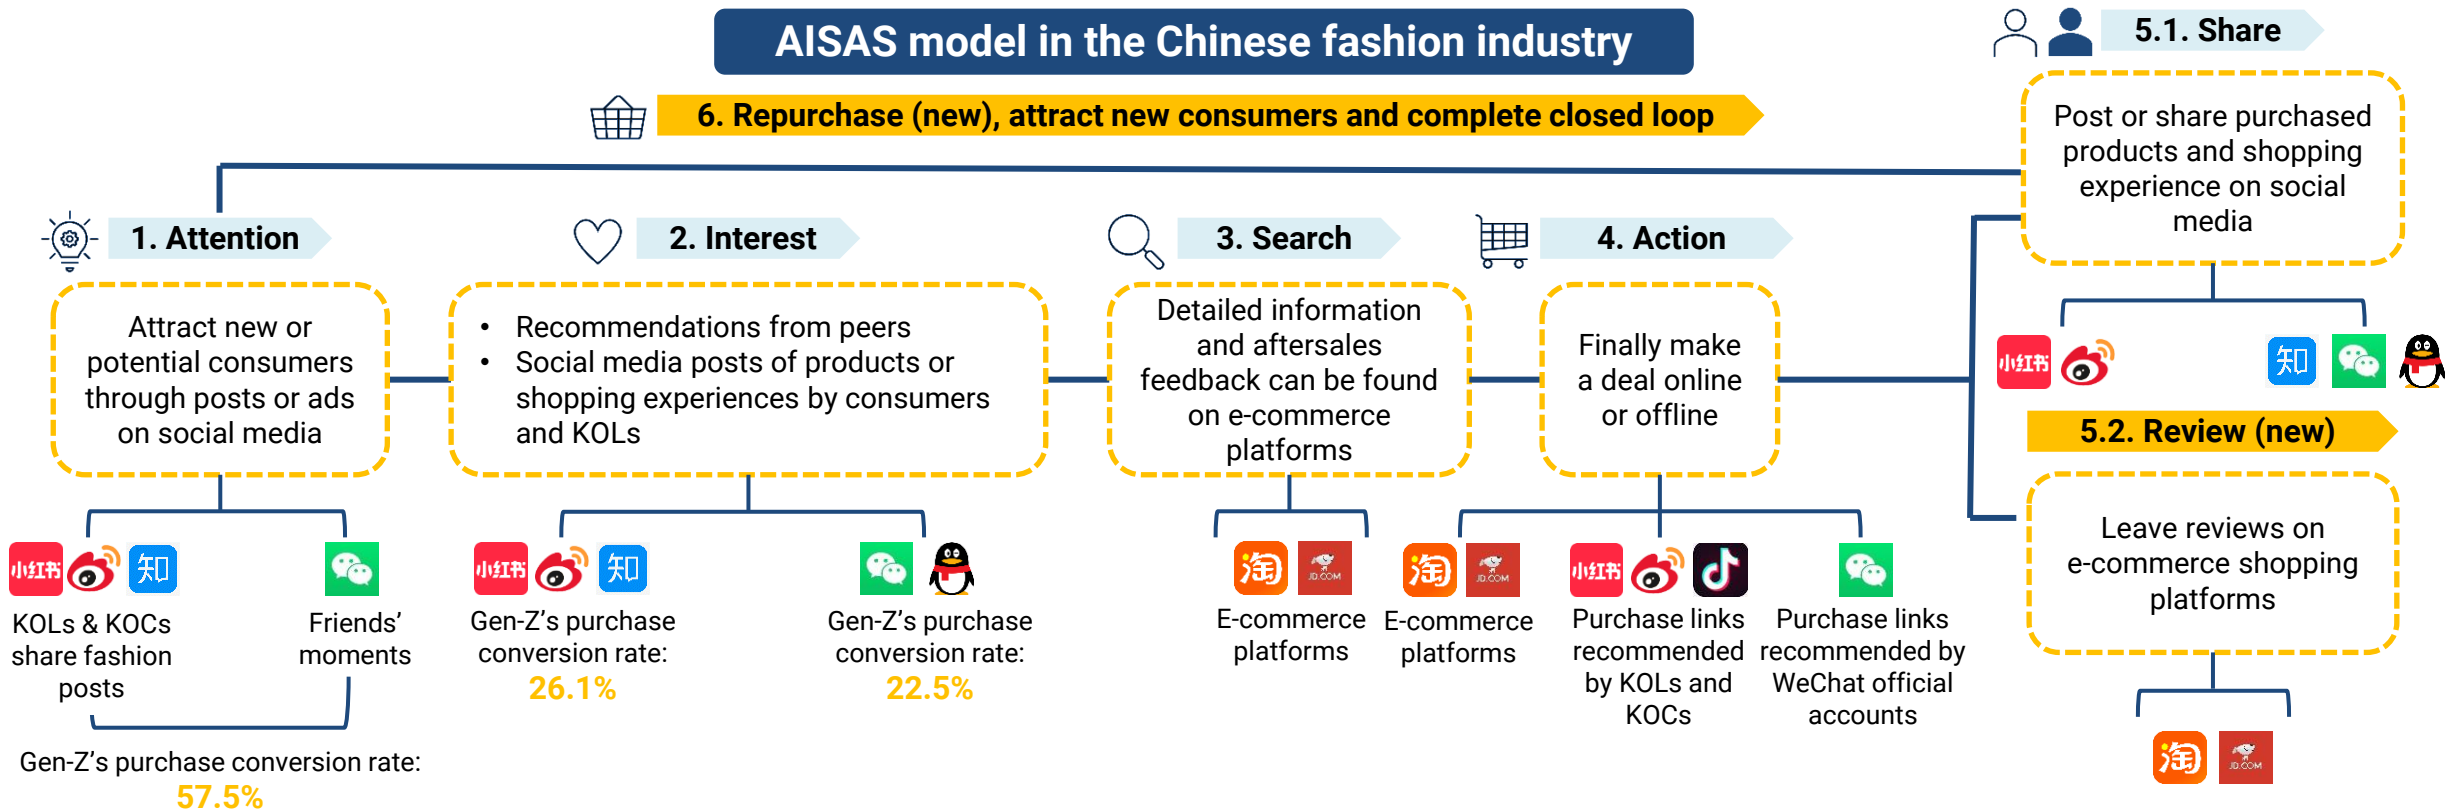 AISAS model in the Chinese fashion industry
6. Repurchase (new), attract new consumers and complete closed loop
1. Attention
Attract new or
potential consumers
through posts or ads
on social media
小红书
知
KOLs & KOCs
share fashion
posts
Friends’
moments
Gen-Z’s purchase conversion rate:
57.5%
2. Interest
• Recommendations from peers
• Social media posts of products or
shopping experiences by consumers
and KOLs
小红书
知
Gen-Z’s purchase
conversion rate:
26.1%
Gen-Z’s purchase
conversion rate:
22.5%
3. Search
Detailed information
and aftersales
feedback can be found
on e-commerce
platforms
淘
JD.COM
E-commerce
platforms
4. Action
Finally make
a deal online
or offline
淘
JD.COM
E-commerce
platforms
小红书
Purchase links
recommended
by KOLs and
KOCs
Purchase links
recommended by
WeChat official
accounts
5.1. Share
Post or share purchased
products and shopping
experience on social
media
小红书
知
5.2. Review (new)
Leave reviews on
e-commerce shopping
platforms
淘
JD.COM